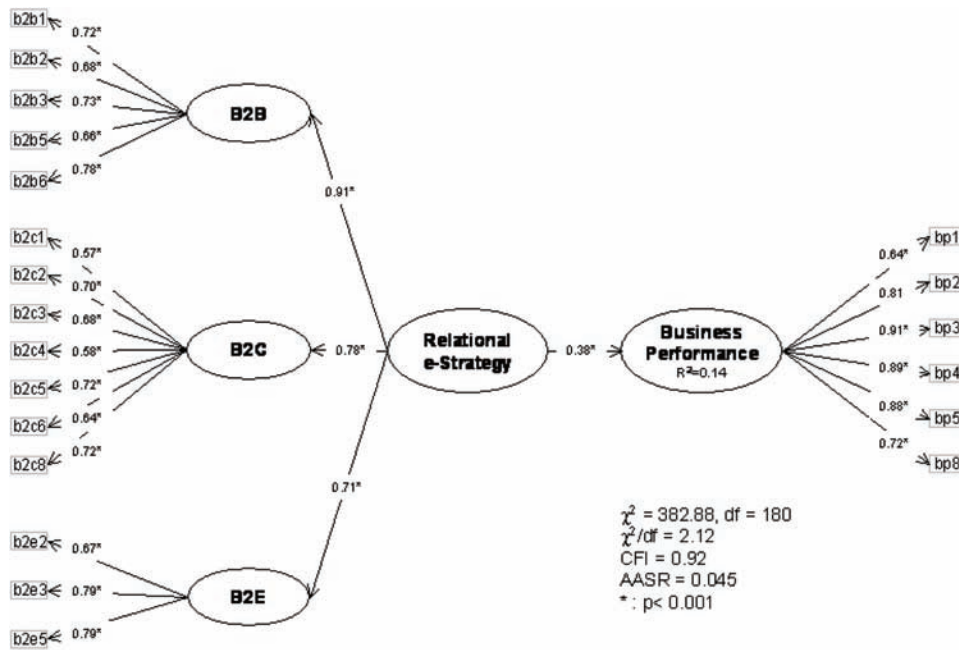 b2b1
0.72*
b2b2
0.68*
b2b3
0.73*
b2b5
0.66*
b2b6
0.78*
B2B
0.91*
b2c1
0.57*
b2c2
0.70*
b2c3
0.68*
b2c4
0.58*
b2c5
0.72*
b2c6
0.64*
b2c8
0.72*
B2C
0.78*
Relational
e-Strategy
0.38*
Business
Performance
R²=0.14
bp1
0.64*
bp2
0.81
bp3
0.91*
bp4
0.89*
bp5
0.88*
bp8
0.72*
0.71*
b2e2
0.67*
b2e3
0.79*
b2e5
0.79*
B2E
χ² = 382.88, df = 180
χ²/df = 2.12
CFI = 0.92
AASR = 0.045
* : p< 0.001